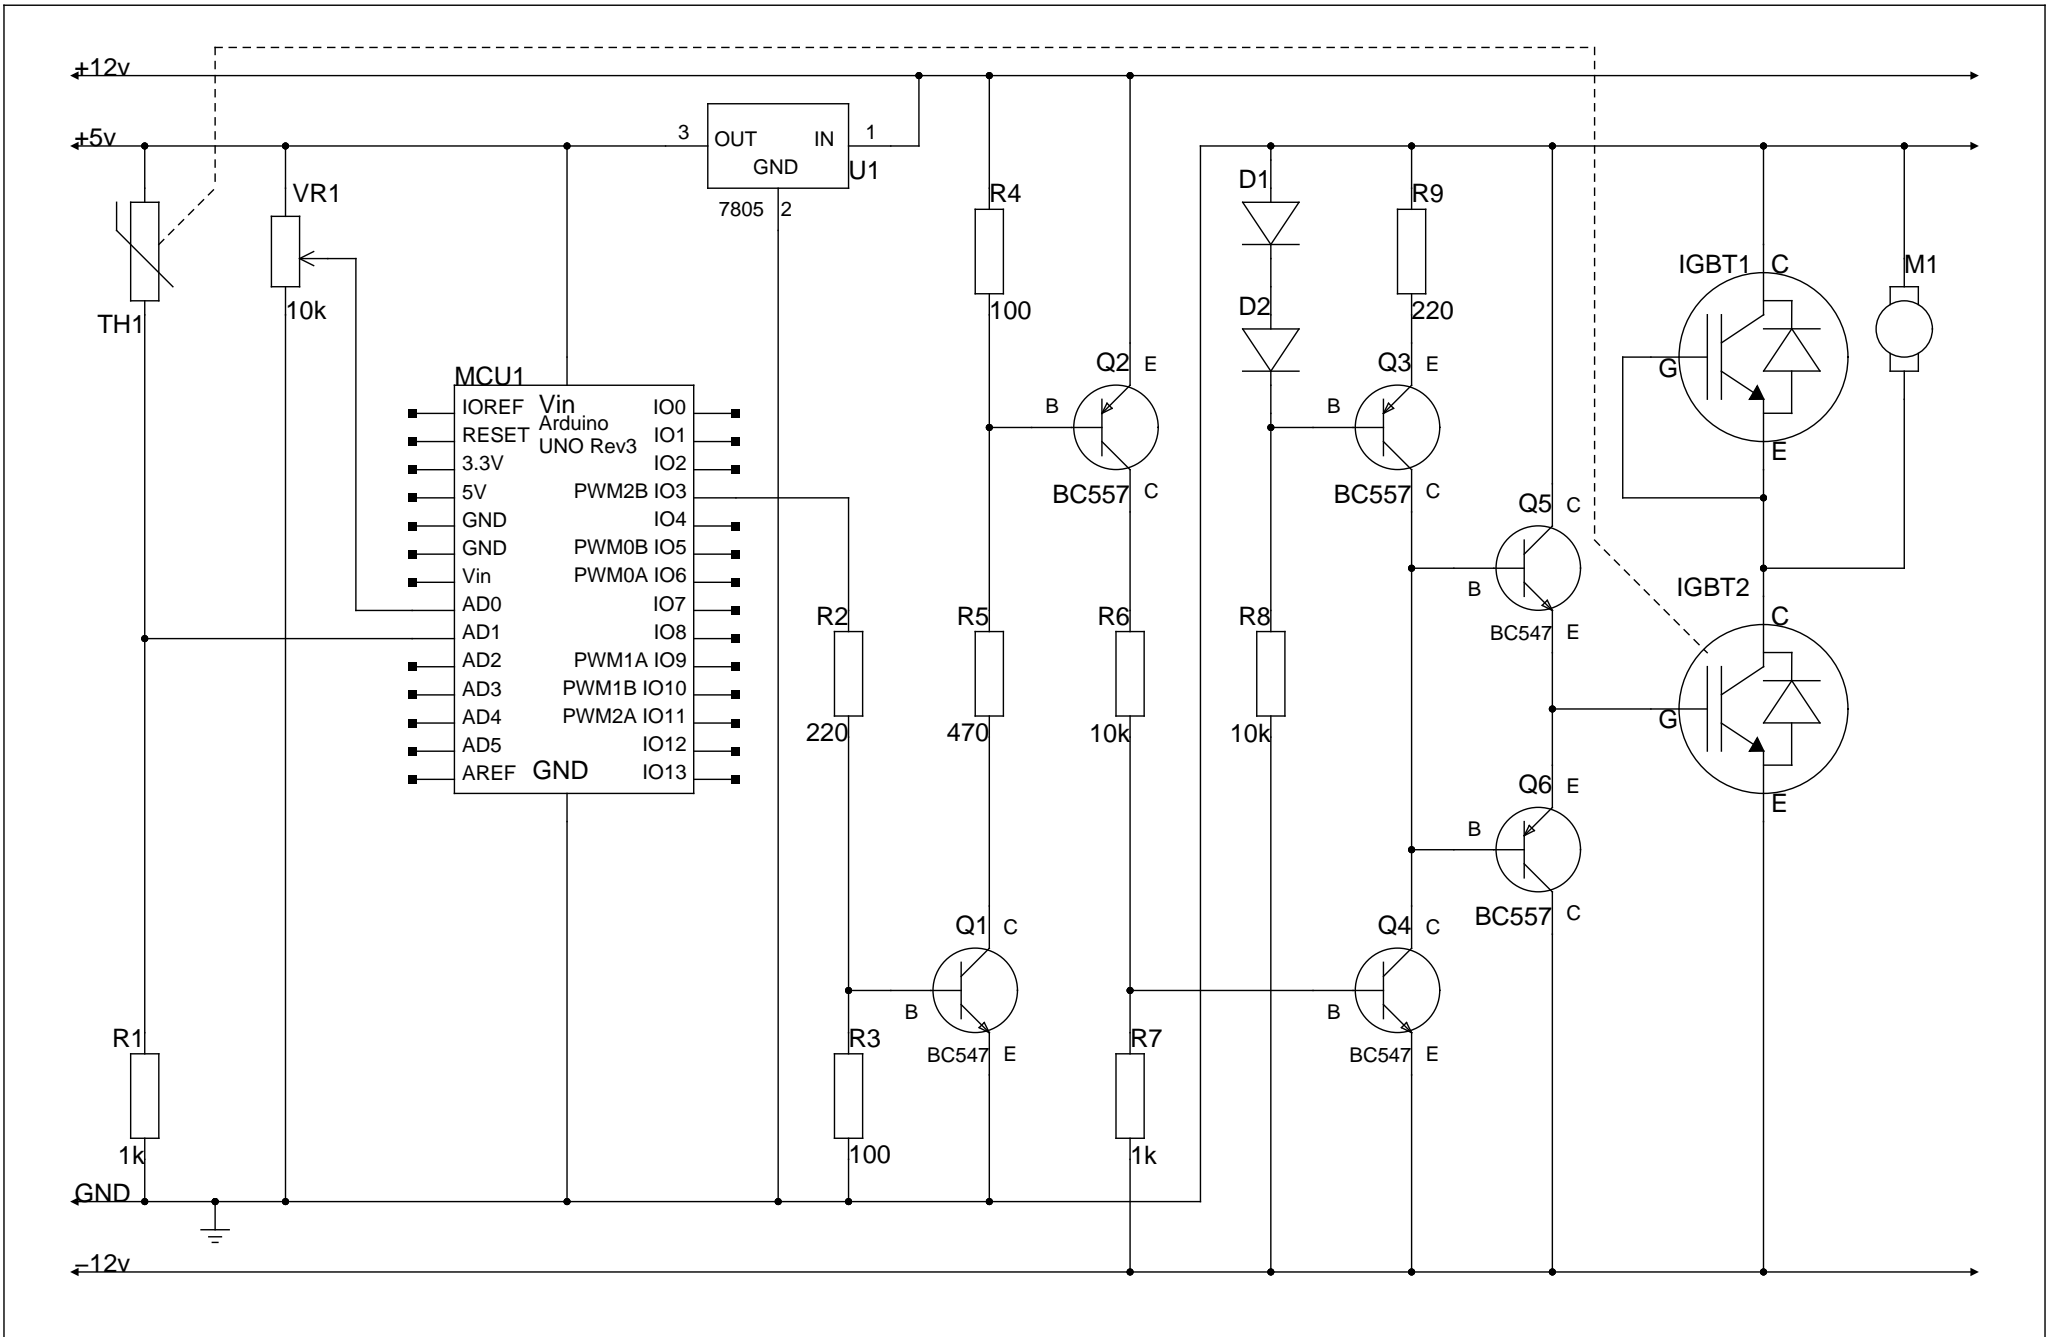 +12v
+5v
3
OUT
IN
1
GND
U1
7805
2
VR1
10k
TH1
R4
100
D1
D2
R9
220
IGBT1
C
G
E
M1
MCU1
IOREF
RESET
3.3V
5V
GND
GND
Vin
AD0
AD1
AD2
AD3
AD4
AD5
AREF
Vin
Arduino
UNO Rev3
GND
IO0
IO1
IO2
PWM2B IO3
IO4
PWM0B IO5
PWM0A IO6
IO7
IO8
PWM1A IO9
PWM1B IO10
PWM2A IO11
IO12
IO13
Q2
E
B
BC557
C
Q3
E
B
BC557
C
Q5
C
B
BC547
E
IGBT2
C
G
E
R2
220
R5
470
R6
10k
R8
10k
Q6
E
B
BC557
C
Q1
C
B
BC547
E
Q4
C
B
BC547
E
R1
1k
R3
100
R7
1k
GND
−12v